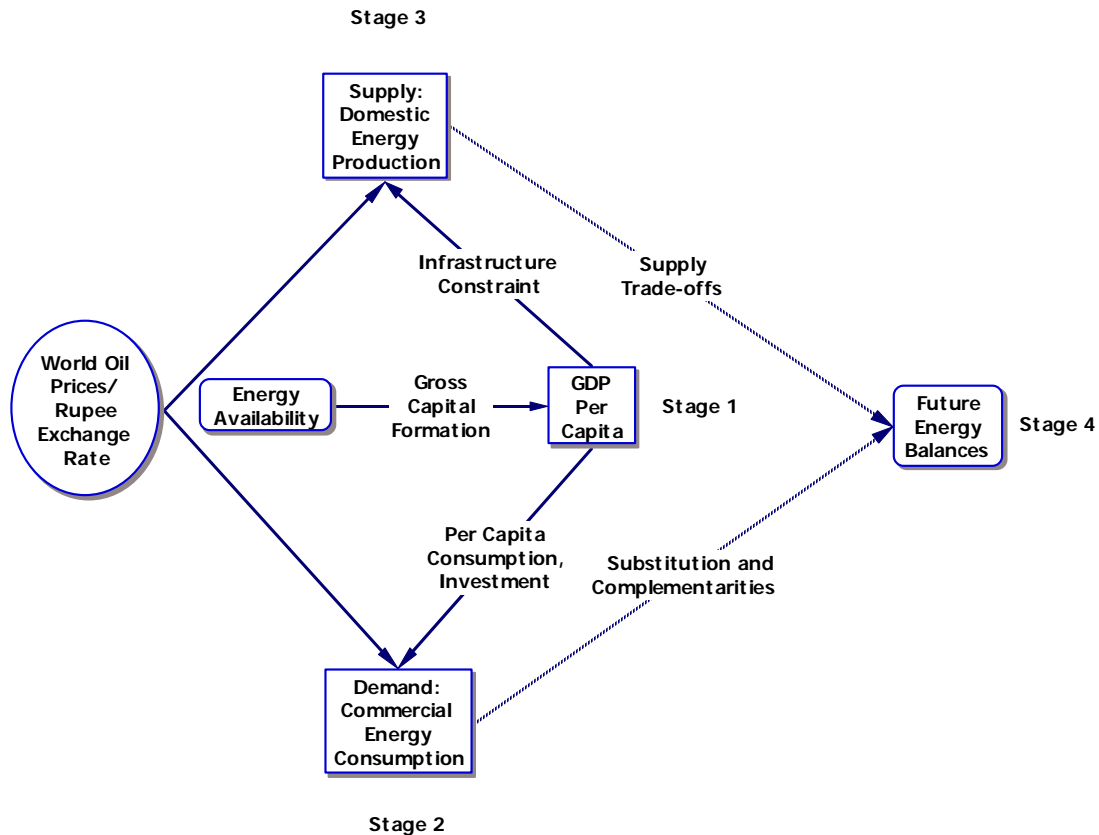 Stage 3
Supply:
Domestic
Energy
Production
Infrastructure
Constraint
Supply
Trade-offs
World Oil
Prices/
Rupee
Exchange
Rate
Energy
Availability
Gross
Capital
Formation
GDP
Per
Capita
Stage 1
Future
Energy
Balances
Stage 4
Per Capita
Consumption,
Investment
Substitution and
Complementarities
Demand:
Commercial
Energy
Consumption
Stage 2